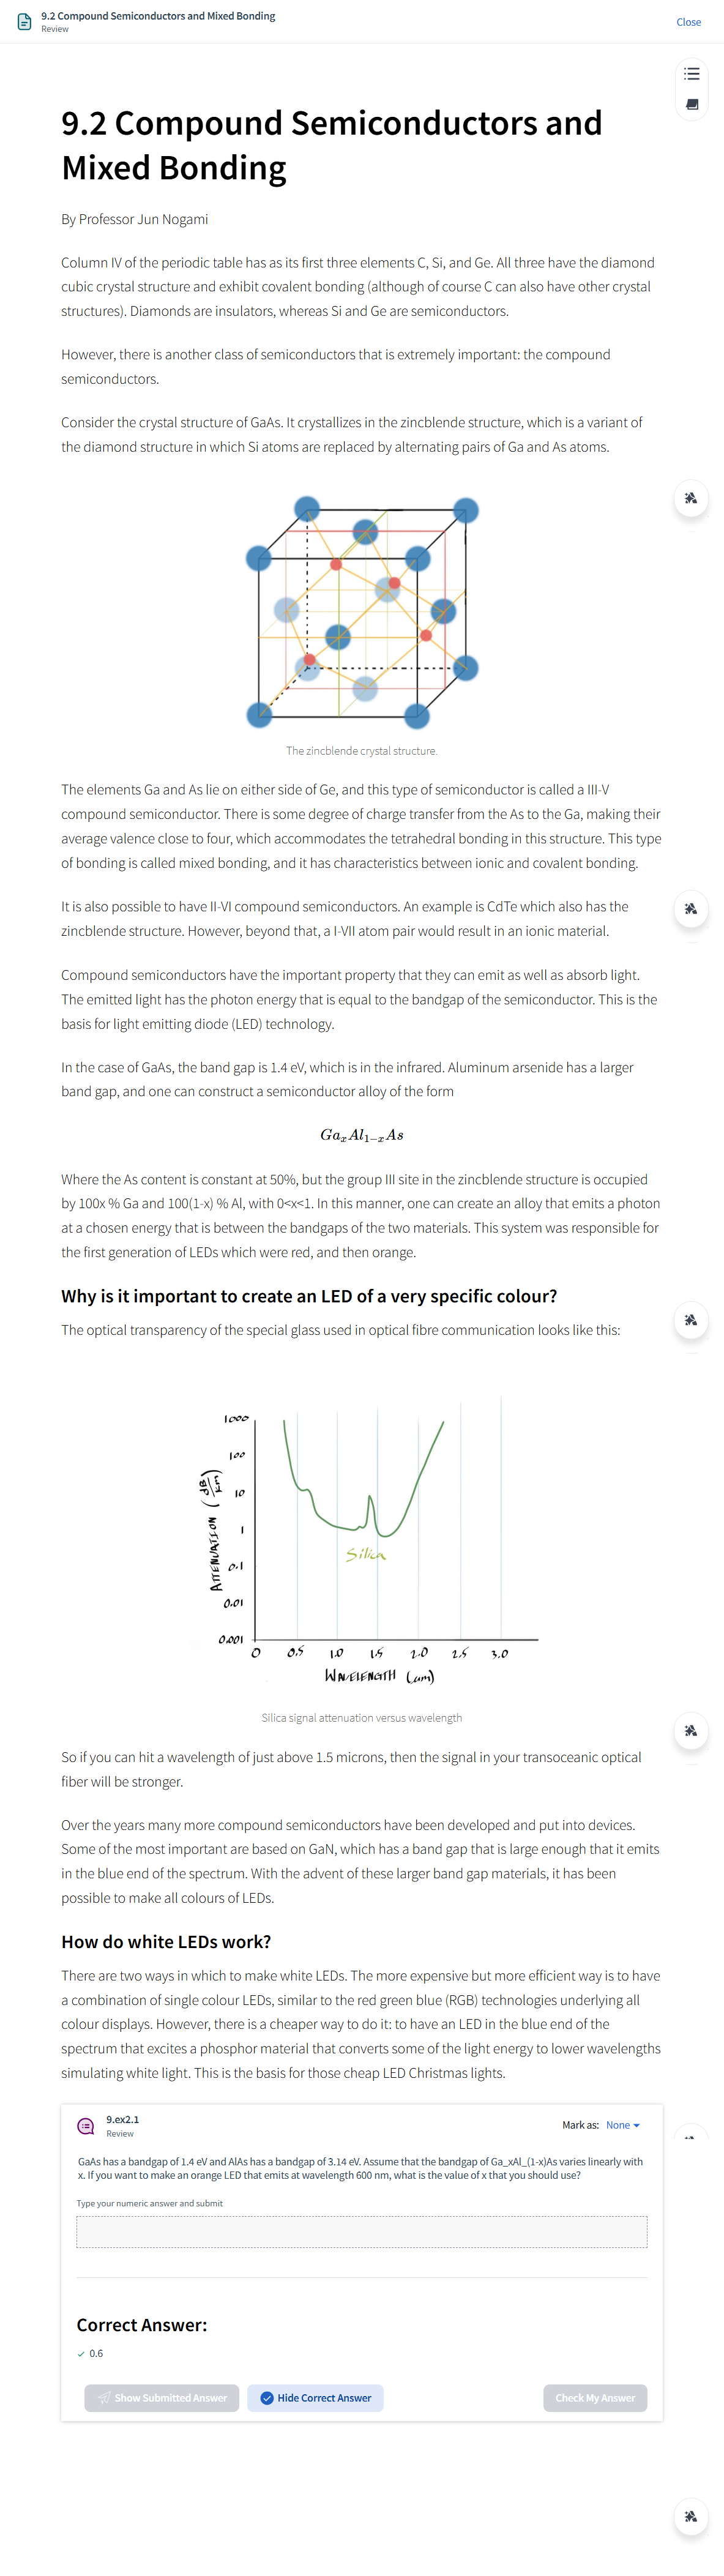 9.2 Compound Semiconductors and Mixed Bonding
Review
Close
9.2 Compound Semiconductors and
Mixed Bonding
By Professor Jun Nogami
Column IV of the periodic table has as its first three elements C, Si, and Ge. All three have the diamond
cubic crystal structure and exhibit covalent bonding (although of course C can also have other crystal
structures). Diamonds are insulators, whereas Si and Ge are semiconductors.
However, there is another class of semiconductors that is extremely important: the compound
semiconductors.
Consider the crystal structure of GaAs. It crystallizes in the zincblende structure, which is a variant of
the diamond structure in which Si atoms are replaced by alternating pairs of Ga and As atoms.
The zincblende crystal structure.
The elements Ga and As lie on either side of Ge, and this type of semiconductor is called a III-V
compound semiconductor. There is some degree of charge transfer from the As to the Ga, making their
average valence close to four, which accommodates the tetrahedral bonding in this structure. This type
of bonding is called mixed bonding, and it has characteristics between ionic and covalent bonding.
It is also possible to have II-VI compound semiconductors. An example is CdTe which also has the
zincblende structure. However, beyond that, a I-VII atom pair would result in an ionic material.
Compound semiconductors have the important property that they can emit as well as absorb light.
The emitted light has the photon energy that is equal to the bandgap of the semiconductor. This is the
basis for light emitting diode (LED) technology.
In the case of GaAs, the band gap is 1.4 eV, which is in the infrared. Aluminum arsenide has a larger
band gap, and one can construct a semiconductor alloy of the form
GaₓAl₁₋ₓAs
Where the As content is constant at 50%, but the group III site in the zincblende structure is occupied
by 100x % Ga and 100(1-x) % Al, with 0<x<1. In this manner, one can create an alloy that emits a photon
at a chosen energy that is between the bandgaps of the two materials. This system was responsible for
the first generation of LEDs which were red, and then orange.
Why is it important to create an LED of a very specific colour?
The optical transparency of the special glass used in optical fibre communication looks like this:
1000
100
10
1
0.1
0.01
0.001
ATTENUATION (dB/km)
Silica
0 0.5 1.0 1.5 2.0 2.5 3.0
WAVELENGTH (um)
Silica signal attenuation versus wavelength
So if you can hit a wavelength of just above 1.5 microns, then the signal in your transoceanic optical
fiber will be stronger.
Over the years many more compound semiconductors have been developed and put into devices.
Some of the most important are based on GaN, which has a band gap that is large enough that it emits
in the blue end of the spectrum. With the advent of these larger band gap materials, it has been
possible to make all colours of LEDs.
How do white LEDs work?
There are two ways in which to make white LEDs. The more expensive but more efficient way is to have
a combination of single colour LEDs, similar to the red green blue (RGB) technologies underlying all
colour displays. However, there is a cheaper way to do it: to have an LED in the blue end of the
spectrum that excites a phosphor material that converts some of the light energy to lower wavelengths
simulating white light. This is the basis for those cheap LED Christmas lights.
9.ex2.1
Review
Mark as: None
GaAs has a bandgap of 1.4 eV and AlAs has a bandgap of 3.14 eV. Assume that the bandgap of Ga_xAl_(1-x)As varies linearly with
x. If you want to make an orange LED that emits at wavelength 600 nm, what is the value of x that you should use?
Type your numeric answer and submit
Correct Answer:
0.6
Show Submitted Answer
Hide Correct Answer
Check My Answer